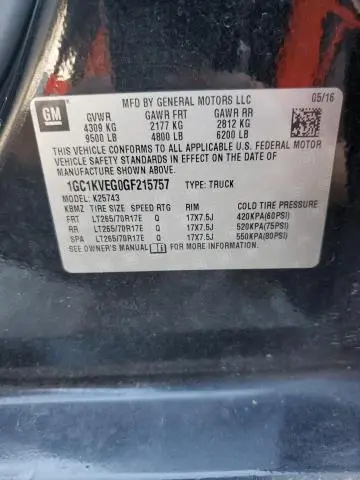 MFD BY GENERAL MOTORS LLC 05/16
GM
GVWR GAWR FRT GAWR RR
4309 KG 2177 KG 2812 KG
9500 LB 4800 LB 6200 LB
THIS VEHICLE CONFORMS TO ALL APPLICABLE U.S. FEDERAL MOTOR
VEHICLE SAFETY STANDARDS IN EFFECT ON THE DATE OF
MANUFACTURE SHOWN ABOVE.
1GC1KVEG0GF215757 TYPE: TRUCK
MODEL: K25743
KBMZ TIRE SIZE SPEED RTG RIM COLD TIRE PRESSURE
FRT LT265/70R17E Q 17X7.5J 420KPA(60PSI)
RR LT265/70R17E Q 17X7.5J 520KPA(75PSI)
SPA LT265/70R17E Q 17X7.5J 550KPA(80PSI)
SEE OWNER'S MANUAL FOR MORE INFORMATION.